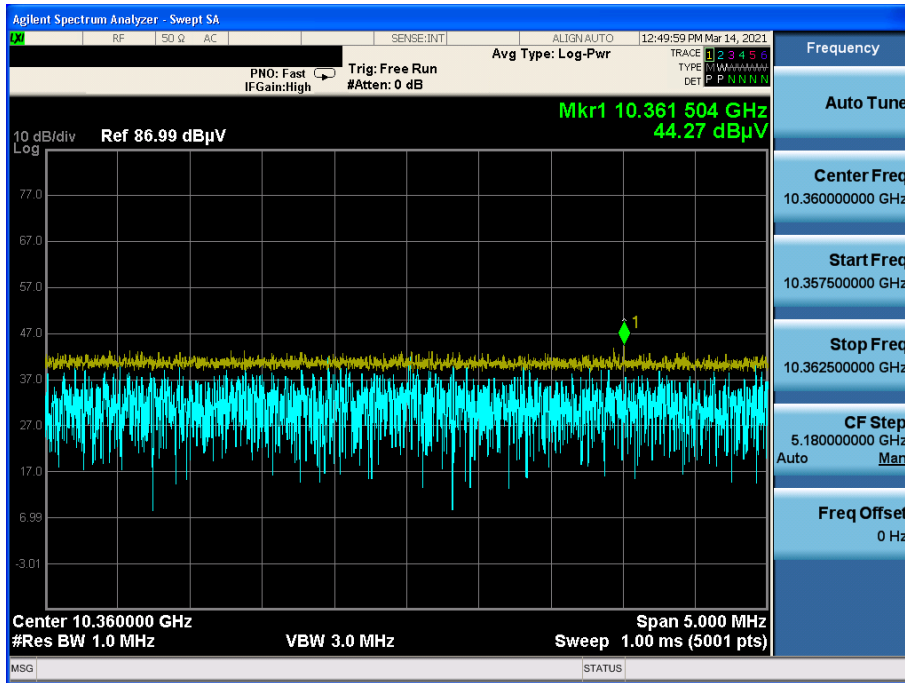 Agilent Spectrum Analyzer - Swept SA
LXI RF 50 Ω AC SENSE:INT ALIGN AUTO 12:49:59 PM Mar 14, 2021
PNO: Fast
IFGain:High
Trig: Free Run
#Atten: 0 dB
Avg Type: Log-Pwr
TRACE 1 2 3 4 5 6
TYPE M W W W W W
DET P P N N N N
Mkr1 10.361 504 GHz
44.27 dBµV
10 dB/div Ref 86.99 dBµV
Log
77.0
67.0
57.0
47.0
37.0
27.0
17.0
6.99
-3.01
1
Center 10.360000 GHz Span 5.000 MHz
#Res BW 1.0 MHz VBW 3.0 MHz Sweep 1.00 ms (5001 pts)
MSG STATUS
Frequency
Auto Tune
Center Freq
10.360000000 GHz
Start Freq
10.357500000 GHz
Stop Freq
10.362500000 GHz
CF Step
5.180000000 GHz
Auto Man
Freq Offset
0 Hz